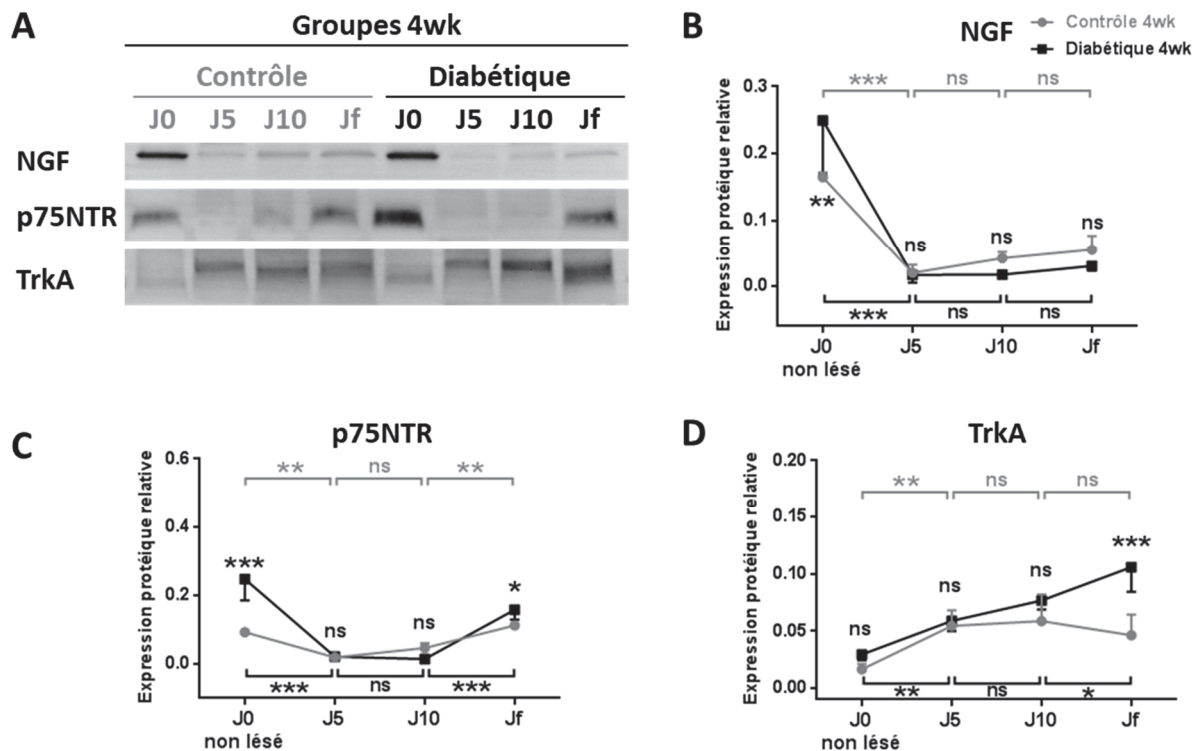 A
Groupes 4wk
Contrôle Diabétique
J0 J5 J10 Jf J0 J5 J10 Jf
NGF
p75NTR
TrkA
B
NGF
Contrôle 4wk
Diabétique 4wk
Expression protéique relative
*** ns ns
0.3
0.2
0.1
0.0
**
ns
ns
ns
*** ns ns
J0 J5 J10 Jf
non lésé
C
p75NTR
Expression protéique relative
** ns **
0.6
0.4
0.2
0.0
***
ns
ns
*
*** ns ***
J0 J5 J10 Jf
non lésé
D
TrkA
Expression protéique relative
** ns ns
0.20
0.15
0.10
0.05
0.00
ns
ns
ns
***
** ns *
J0 J5 J10 Jf
non lésé